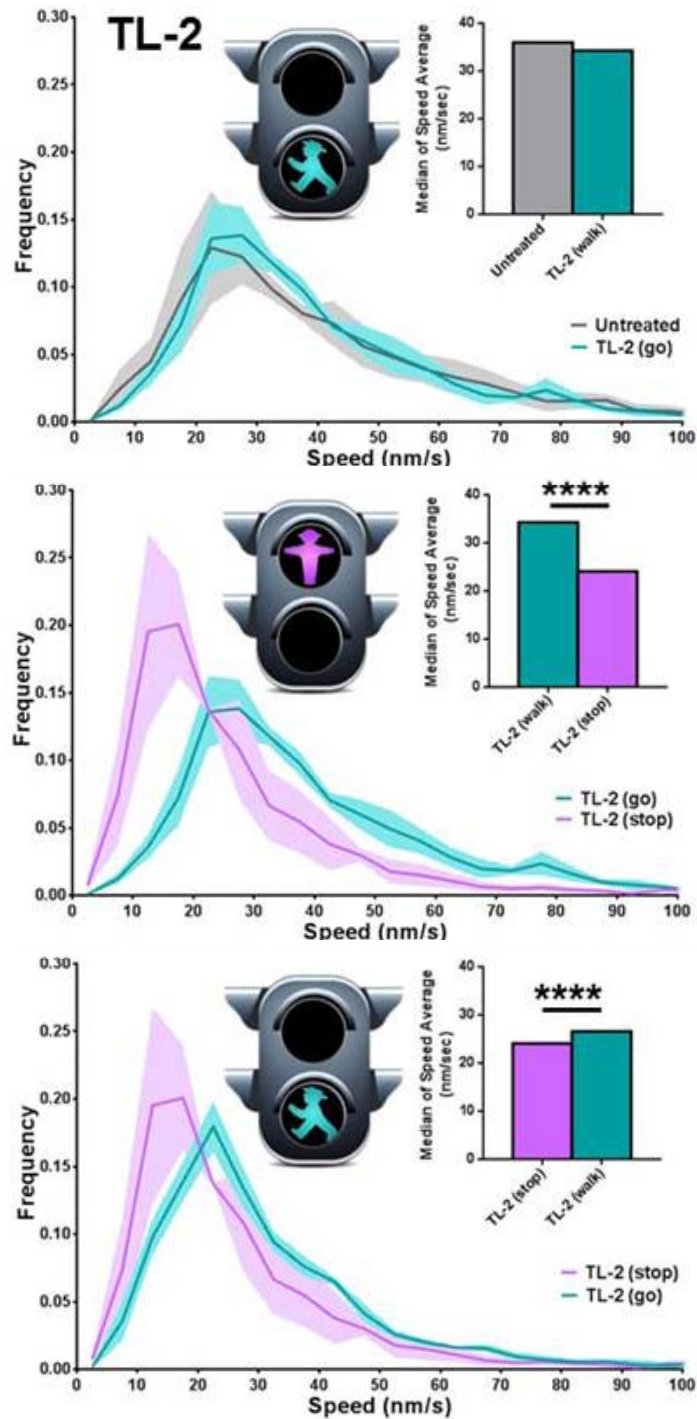 TL-2
0.30
0.25
0.20
0.15
0.10
0.05
0.00
Frequency
0 10 20 30 40 50 60 70 80 90 100
Speed (nm/s)
Median of Speed Average
(nm/sec)
40
30
20
10
0
Untreated
TL-2 (walk)
Untreated
TL-2 (go)
0.30
0.25
0.20
0.15
0.10
0.05
0.00
Frequency
0 10 20 30 40 50 60 70 80 90 100
Speed (nm/s)
Median of Speed Average
(nm/sec)
40
30
20
10
0
****
TL-2 (walk)
TL-2 (stop)
TL-2 (go)
TL-2 (stop)
0.30
0.25
0.20
0.15
0.10
0.05
0.00
Frequency
0 10 20 30 40 50 60 70 80 90 100
Speed (nm/s)
Median of Speed Average
(nm/sec)
40
30
20
10
0
****
TL-2 (stop)
TL-2 (walk)
TL-2 (stop)
TL-2 (go)